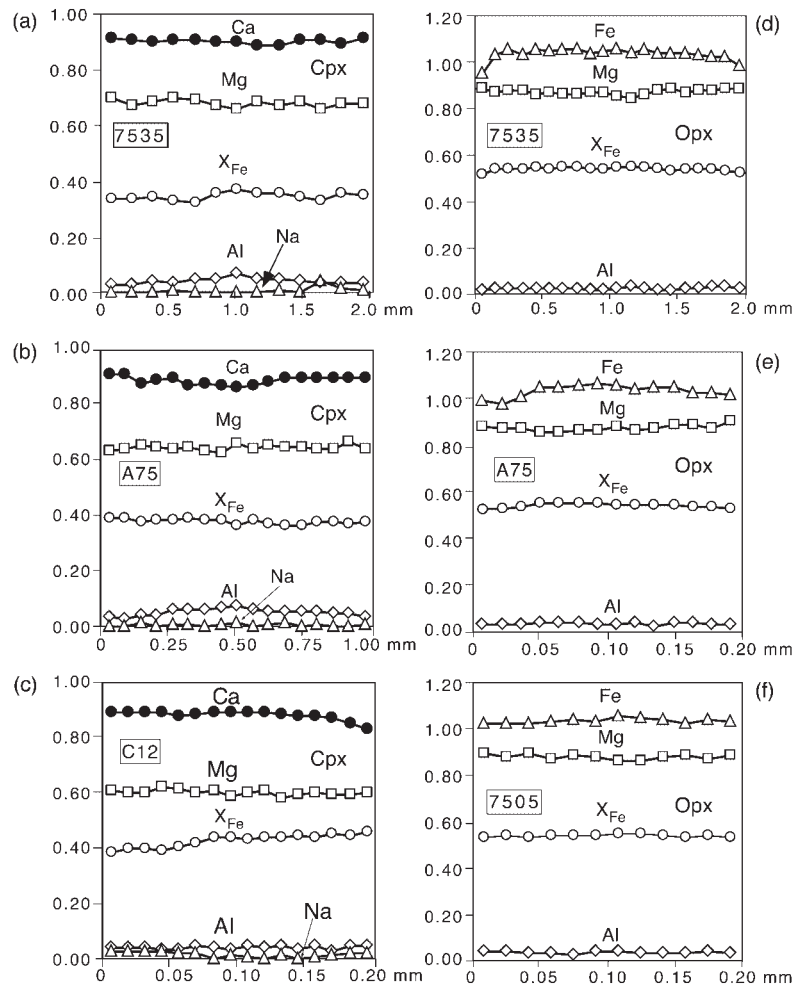 (a)
1.00
0.80
0.60
0.40
0.20
0.00
Ca
Cpx
Mg
7535
XFe
Al
Na
0
0.5
1.0
1.5
2.0 mm
(d)
1.20
1.00
0.80
0.60
0.40
0.20
0.00
Fe
Mg
7535
Opx
XFe
Al
0.0
0.5
1.0
1.5
2.0 mm
(b)
1.00
0.80
0.60
0.40
0.20
0.00
Ca
Cpx
Mg
A75
XFe
Al
Na
0
0.25
0.50
0.75
1.00 mm
(e)
1.20
1.00
0.80
0.60
0.40
0.20
0.00
Fe
Mg
A75
Opx
XFe
Al
0
0.05
0.10
0.15
0.20 mm
(c)
1.00
0.80
0.60
0.40
0.20
0.00
Ca
C12
Cpx
Mg
XFe
Al
Na
0
0.05
0.10
0.15
0.20 mm
(f)
1.20
1.00
0.80
0.60
0.40
0.20
0.00
Fe
Mg
7505
Opx
XFe
Al
0
0.05
0.10
0.15
0.20 mm